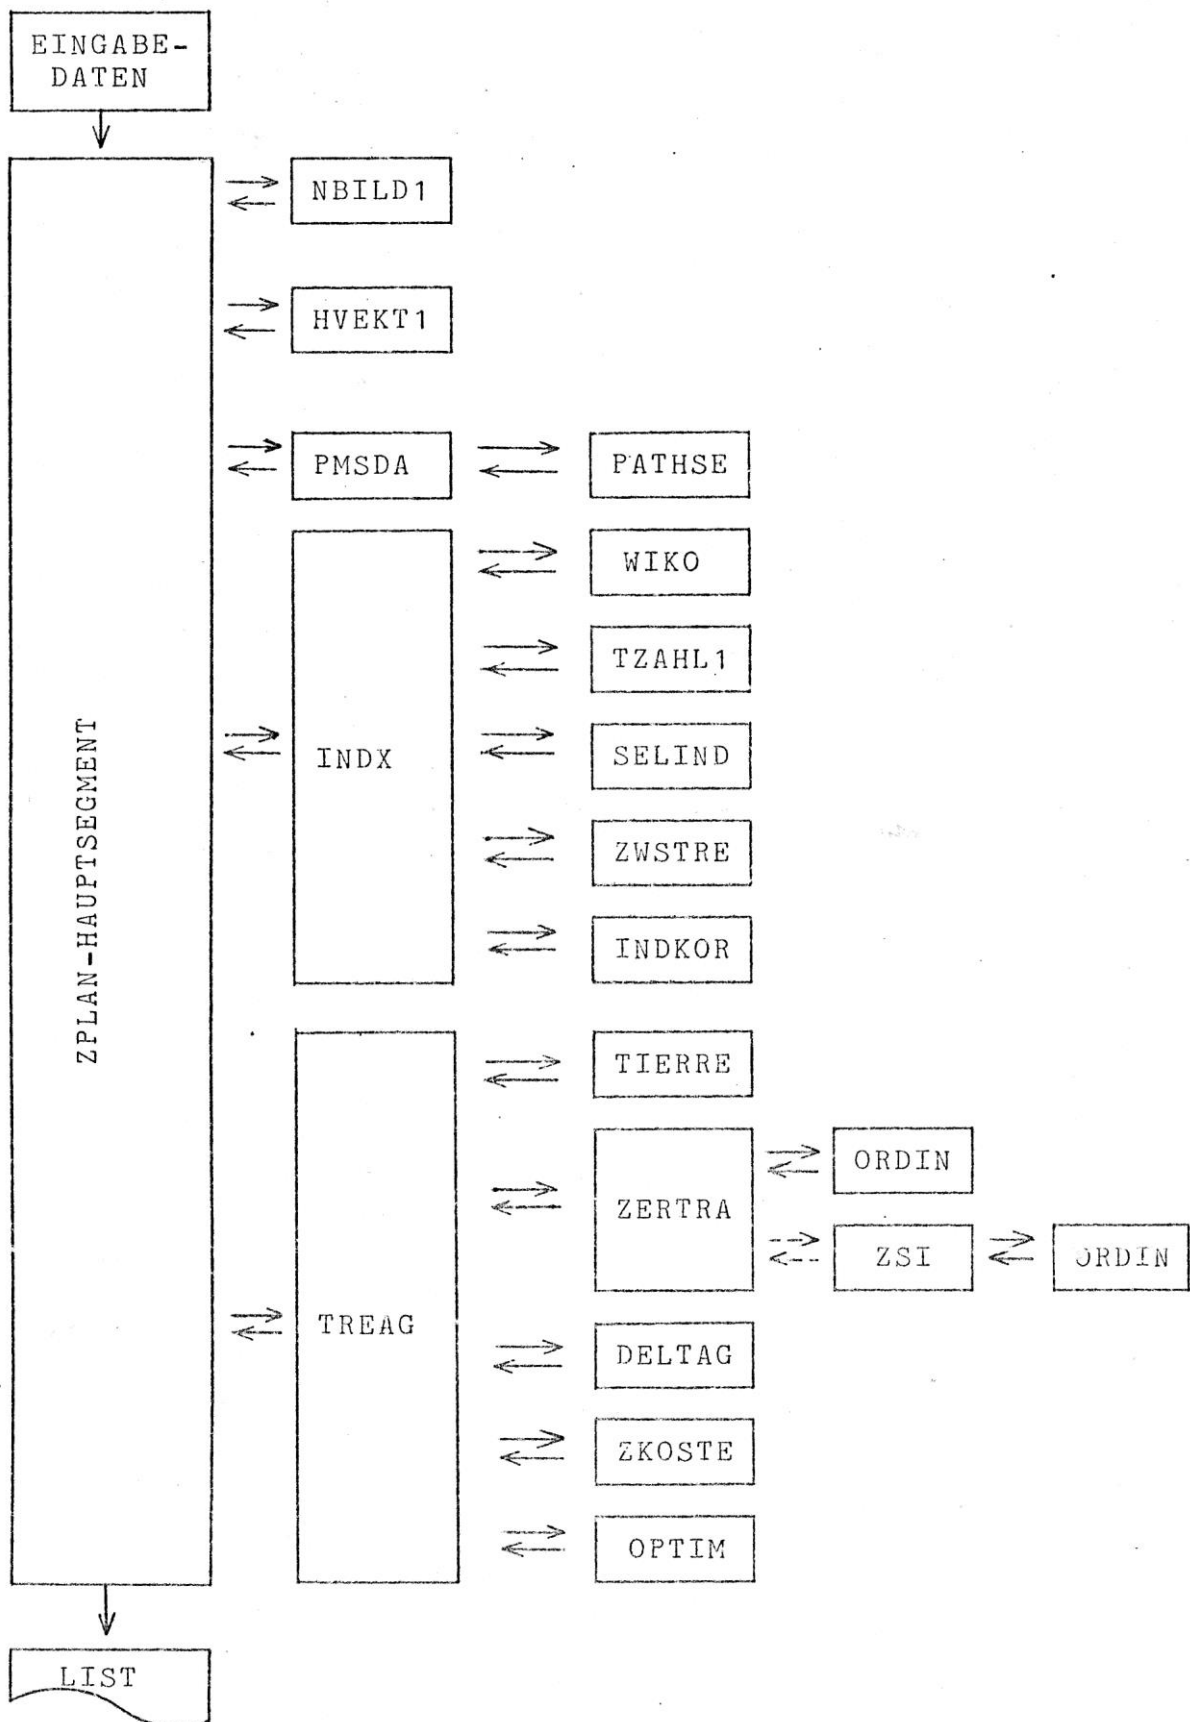 EINGABE-
DATEN
NBILD1
HVEKT1
PMSDA
PATHSE
WIKO
TZAHL1
SELIND
ZPLAN-HAUPTSEGMENT
INDX
ZWSTRE
INDKOR
TIERRE
ORDIN
ZERTRA
ZSI
ORDIN
TREAG
DELTAG
ZKOSTE
OPTIM
LIST